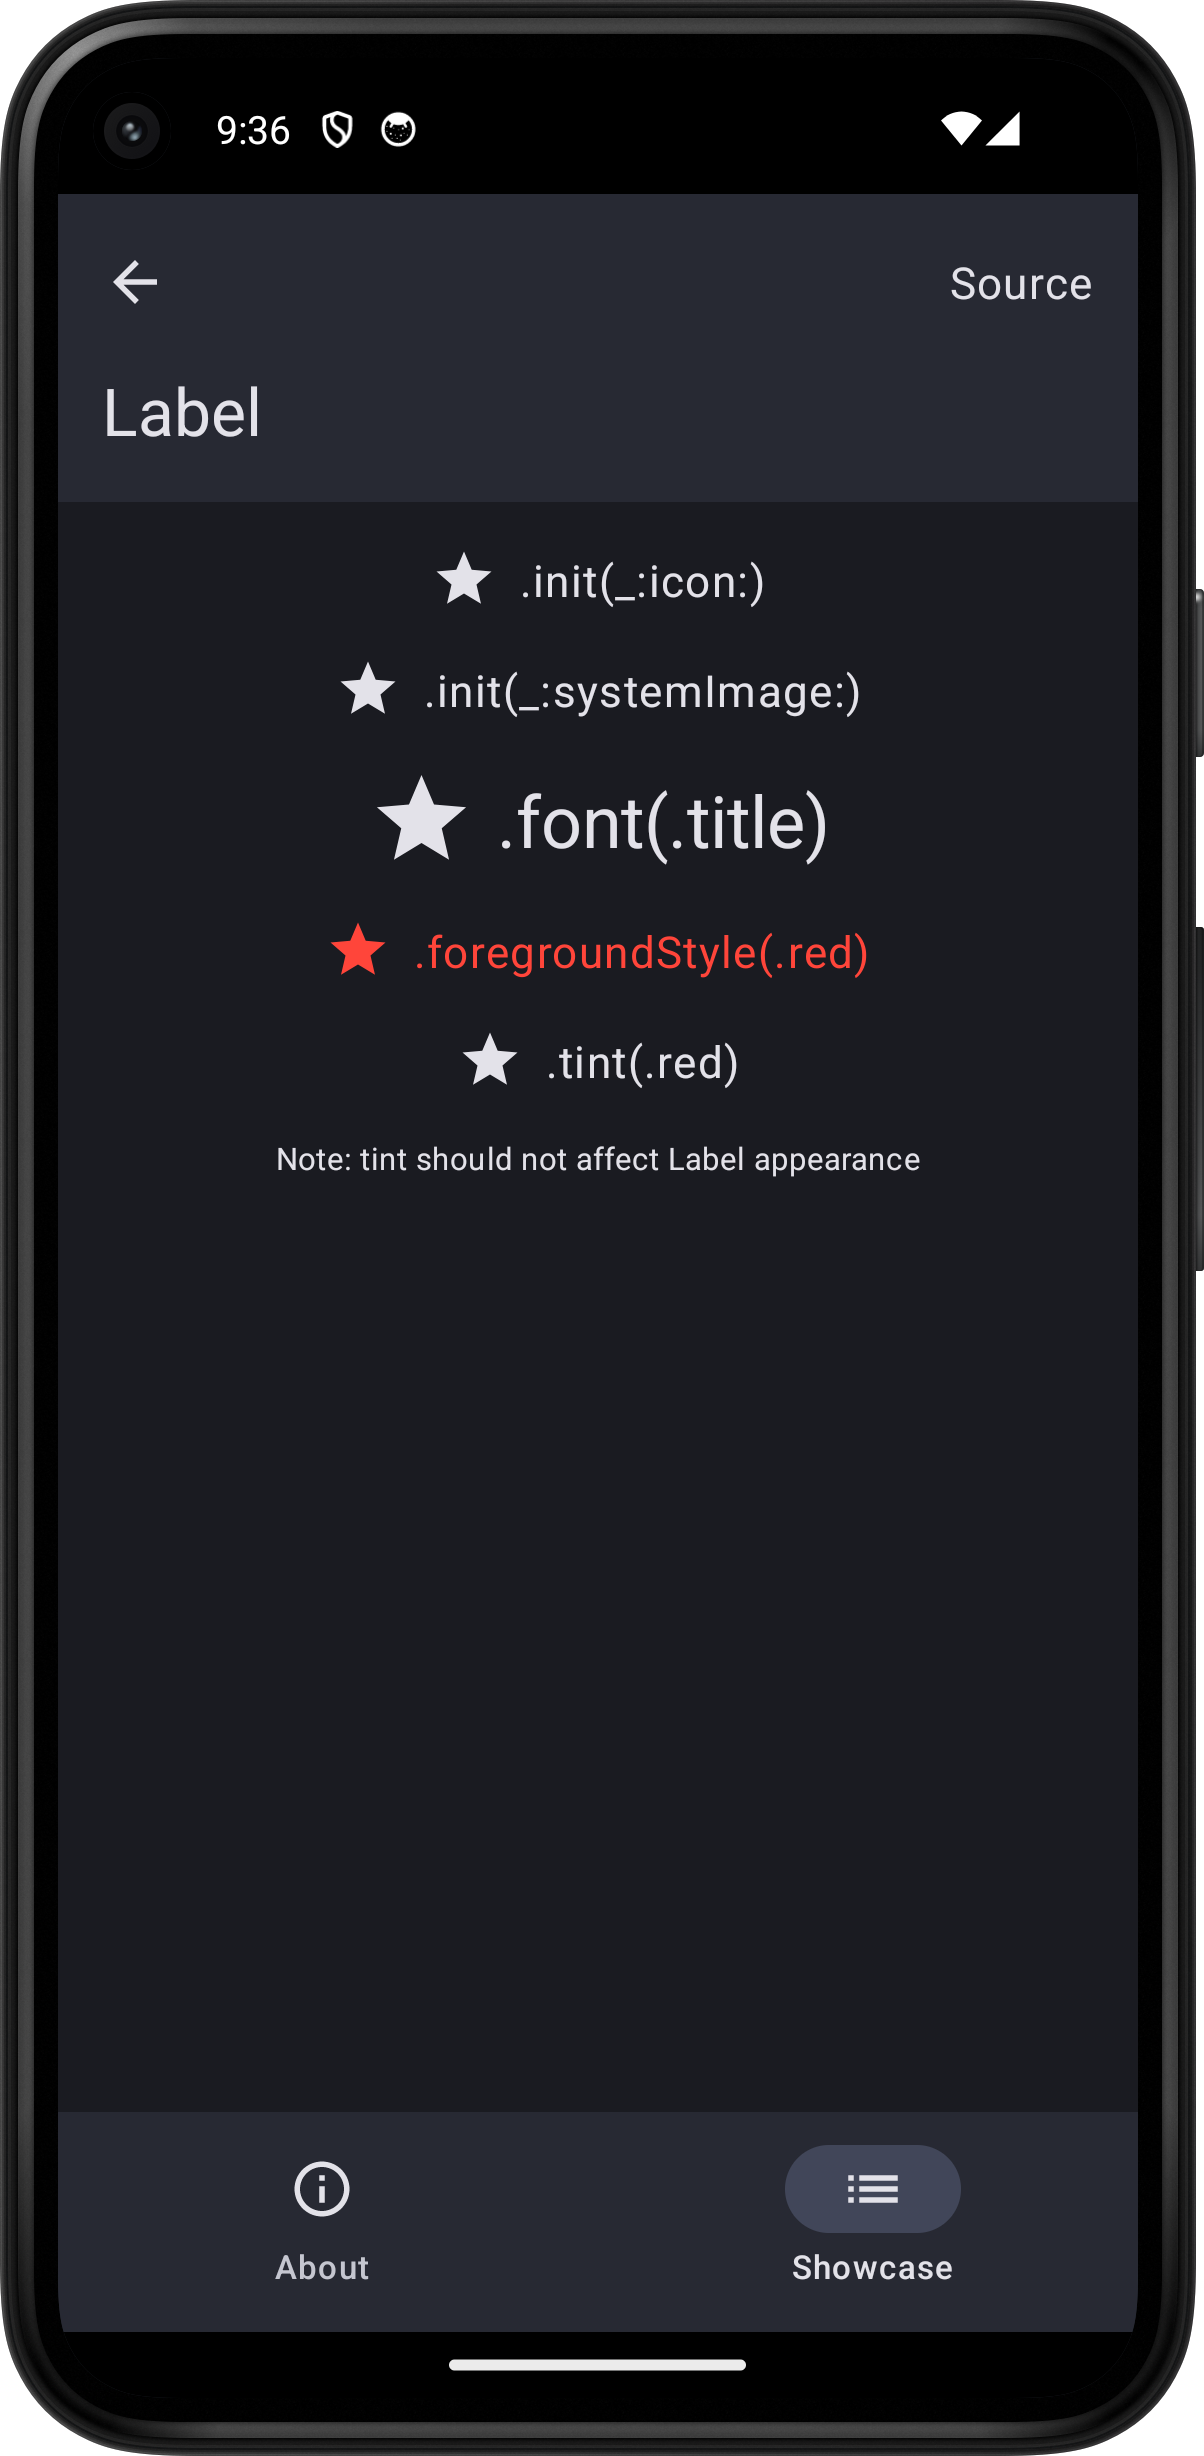 9:36
Source
Label
.init(_:icon:)
.init(_:systemImage:)
.font(.title)
.foregroundStyle(.red)
.tint(.red)
Note: tint should not affect Label appearance
About
Showcase